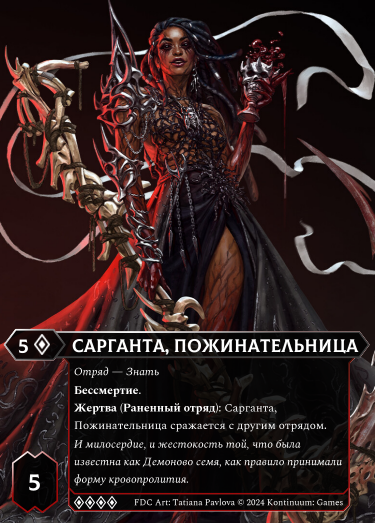 5 САРГАНТА, ПОЖИНАТЕЛЬНИЦА
Отряд — Знать
Бессмертие.
Жертва (Раненный отряд): Сарганта,
Пожинательница сражается с другим отрядом.
И милосердие, и жестокость той, что была
известна как Демоново семя, как правило принимали
форму кровопролития.
5
FDC Art: Tatiana Pavlova © 2024 Kontinuum: Games